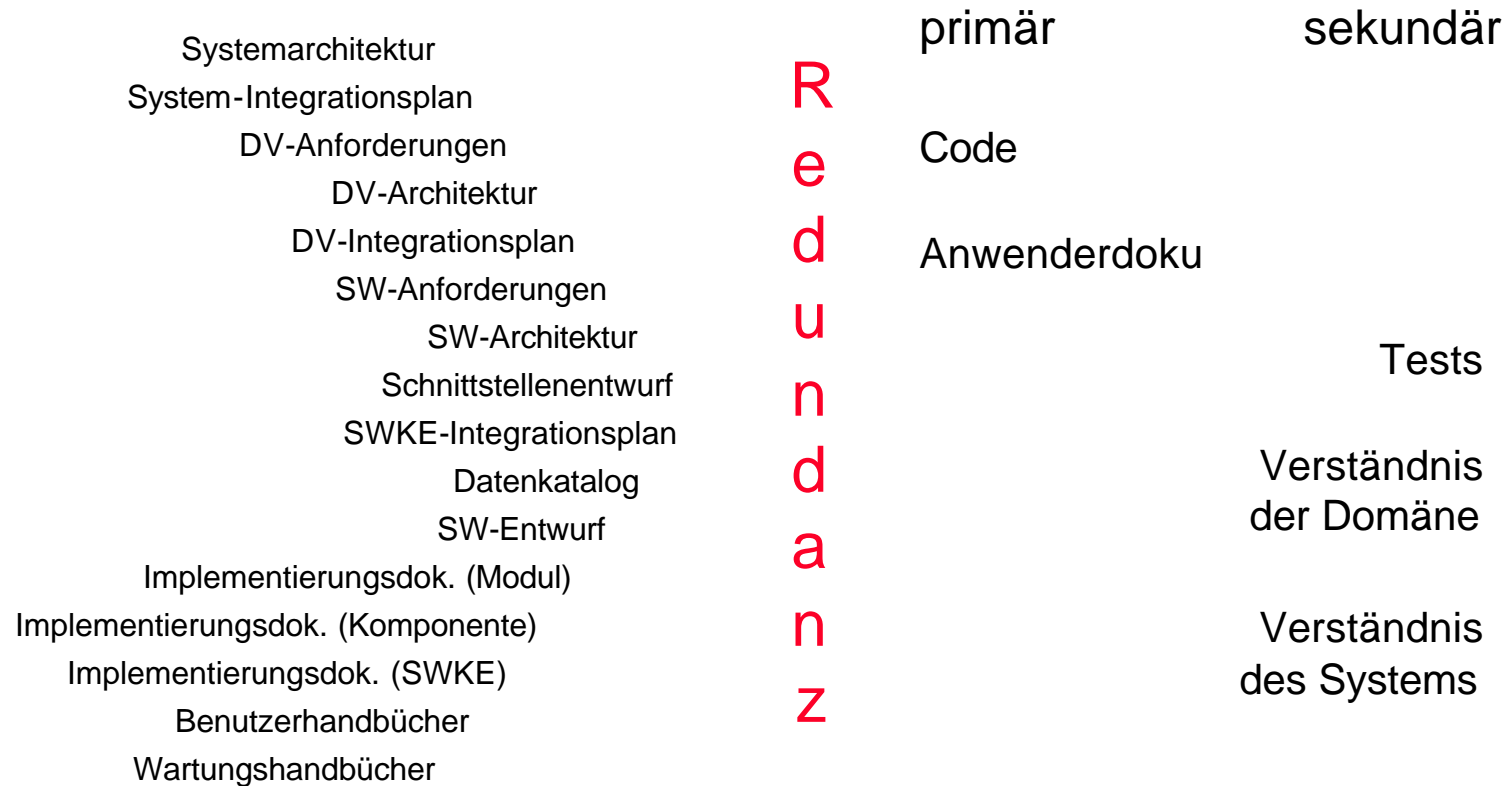 Systemarchitektur
System-Integrationsplan
DV-Anforderungen
DV-Architektur
DV-Integrationsplan
SW-Anforderungen
SW-Architektur
Schnittstellenentwurf
SWKE-Integrationsplan
Datenkatalog
SW-Entwurf
Implementierungsdok. (Modul)
Implementierungsdok. (Komponente)
Implementierungsdok. (SWKE)
Benutzerhandbücher
Wartungshandbücher
R
e
d
u
n
d
a
n
z
primär sekundär
Code
Anwenderdoku
Tests
Verständnis
der Domäne
Verständnis
des Systems